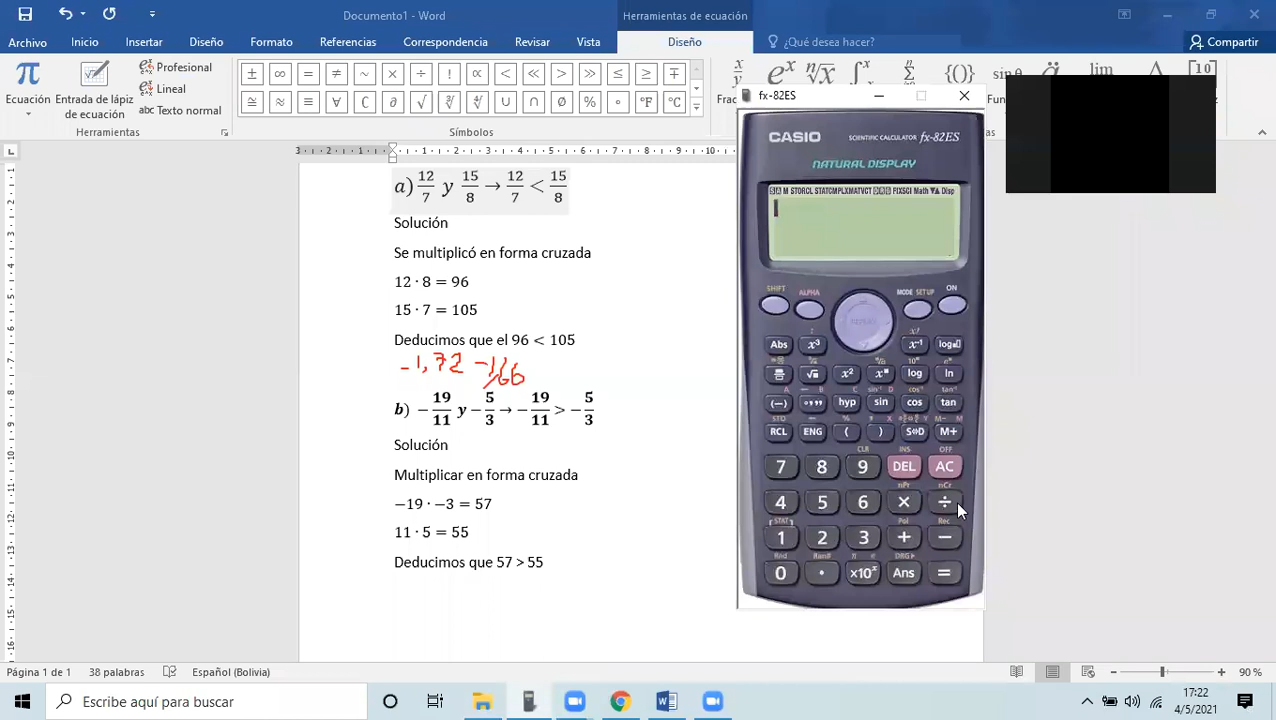 Documento1 - Word
Herramientas de ecuación
Archivo Inicio Insertar Diseño Formato Referencias Correspondencia Revisar Vista Diseño ¿Qué desea hacer? Compartir
π Ecuación
Entrada de lápiz de ecuación
Profesional
Lineal
abc Texto normal
± ∞ = ≠ ~ × ÷ ! ∝ < ≪ > ≫ ≤ ≥ ∓
≅ ≈ ≡ ∀ ∁ ∂ √ ∛ ∜ ∪ ∩ ∅ % ° °F °C
Herramientas
Símbolos
a) 12/7 y 15/8 → 12/7 < 15/8
Solución
Se multiplicó en forma cruzada
12 · 8 = 96
15 · 7 = 105
Deducimos que el 96 < 105
-1,72 -1,66
b) −19/11 y −5/3 → −19/11 > −5/3
Solución
Multiplicar en forma cruzada
−19 · −3 = 57
11 · 5 = 55
Deducimos que 57 > 55
fx-82ES
CASIO SCIENTIFIC CALCULATOR fx-82ES
NATURAL DISPLAY
SHIFT ALPHA MODE SETUP ON
REPLAY
Abs x³ x⁻¹ log
x² log ln
(−) hyp sin cos tan
RCL ENG ( ) S⇔D M+
7 8 9 DEL AC
4 5 6 × ÷
1 2 3 + −
0 · ×10ˣ Ans =
Página 1 de 1 38 palabras Español (Bolivia) 90 %
Escribe aquí para buscar
17:22
4/5/2021